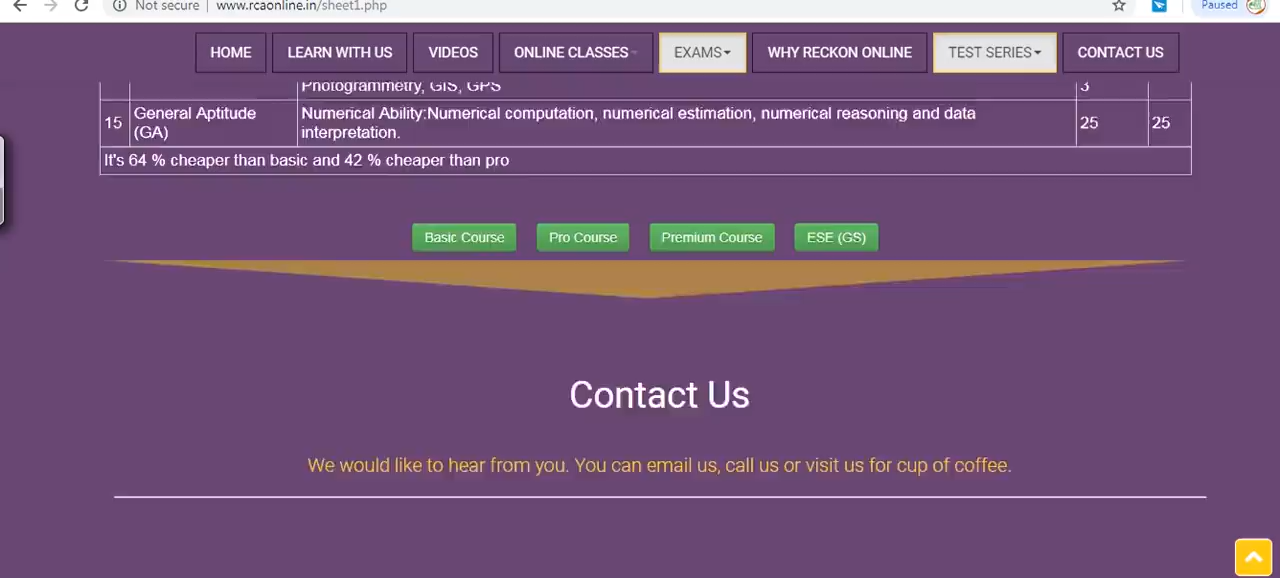 Not secure | www.rcaonline.in/sheet1.php Paused
HOME LEARN WITH US VIDEOS ONLINE CLASSES EXAMS WHY RECKON ONLINE TEST SERIES CONTACT US
Photogrammetry, GIS, GPS 3
15 General Aptitude (GA) Numerical Ability:Numerical computation, numerical estimation, numerical reasoning and data interpretation. 25 25
It's 64 % cheaper than basic and 42 % cheaper than pro
Basic Course Pro Course Premium Course ESE (GS)
Contact Us
We would like to hear from you. You can email us, call us or visit us for cup of coffee.